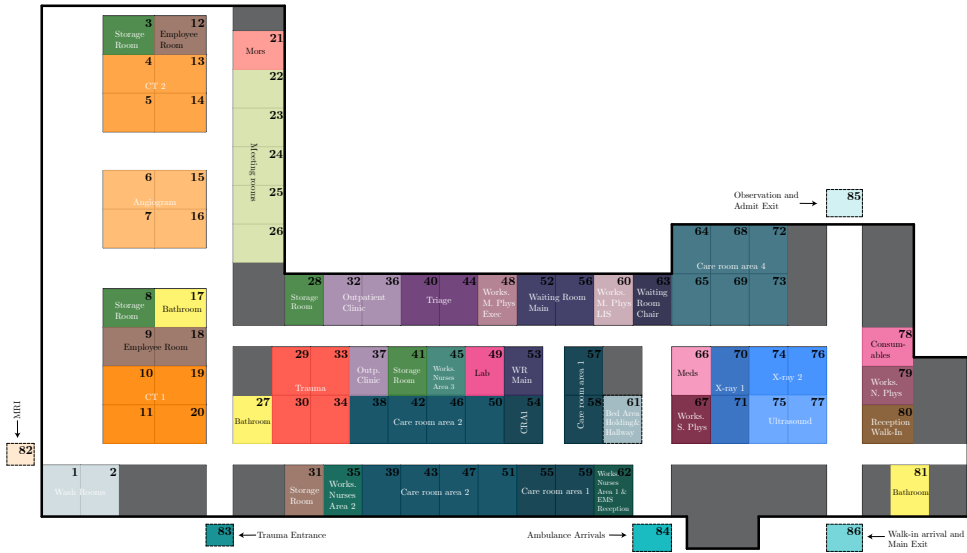 3 12 21
Storage
Room
Employee
Room
Mors
4 13 22
CT 2
5 14 23
24
Meeting rooms
6 15 25
Angiogram
7 16 26
Observation and
Admit Exit
85
64 68 72
Care room area 4
8 17
Storage
Room
Bathroom
28 32 36 40 44 48 52 56 60 63 65 69 73
Storage
Room
Outpatient
Clinic
Triage
Works.
M. Phys
Exec
Waiting Room
Main
Works.
M. Phys
LIS
Waiting
Room
Chair
9 18
Employee Room
78
Consum-
ables
10 19
CT 1
11 20
29 33 37 41 45 49 53 57 66 70 74 76
Trauma
Outp.
Clinic
Storage
Room
Works.
Nurses
Area 3
Lab
WR
Main
Care room area 1
Meds
X-ray 1
X-ray 2
79
Works.
N. Phys
27 30 34 38 42 46 50 54 58 61 67 71 75 77
Bathroom
Care room area 2
CRA1
Bed Area
Holding&
Hallway
Works.
S. Phys
Ultrasound
80
Reception
Walk-In
MRI
82
1 2
Wash Rooms
31 35 39 43 47 51 55 59 62
Storage
Room
Works.
Nurses
Area 2
Care room area 2
Care room area 1
Works.
Nurses
Area 1 &
EMS
Reception
81
Bathroom
83
Trauma Entrance
Ambulance Arrivals
84
86
Walk-in arrival and
Main Exit